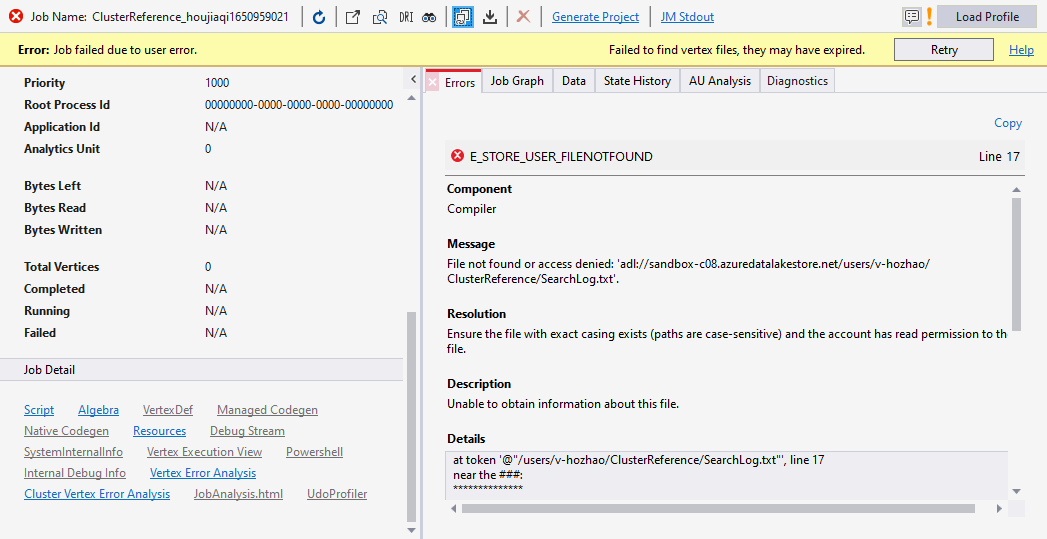 Job Name: ClusterReference_houjiaqi1650959021
DRI
Generate Project
JM Stdout
Load Profile
Error: Job failed due to user error.
Failed to find vertex files, they may have expired.
Retry
Help
Priority 1000
Root Process Id 00000000-0000-0000-0000-00000000
Application Id N/A
Analytics Unit 0
Bytes Left N/A
Bytes Read N/A
Bytes Written N/A
Total Vertices 0
Completed N/A
Running N/A
Failed N/A
Job Detail
Script Algebra VertexDef Managed Codegen
Native Codegen Resources Debug Stream
SystemInternalInfo Vertex Execution View Powershell
Internal Debug Info Vertex Error Analysis
Cluster Vertex Error Analysis JobAnalysis.html UdoProfiler
Errors Job Graph Data State History AU Analysis Diagnostics
Copy
E_STORE_USER_FILENOTFOUND Line 17
Component
Compiler
Message
File not found or access denied: 'adl://sandbox-c08.azuredatalakestore.net/users/v-hozhao/
ClusterReference/SearchLog.txt'.
Resolution
Ensure the file with exact casing exists (paths are case-sensitive) and the account has read permission to th
file.
Description
Unable to obtain information about this file.
Details
at token '@"/users/v-hozhao/ClusterReference/SearchLog.txt"', line 17
near the ###:
**************